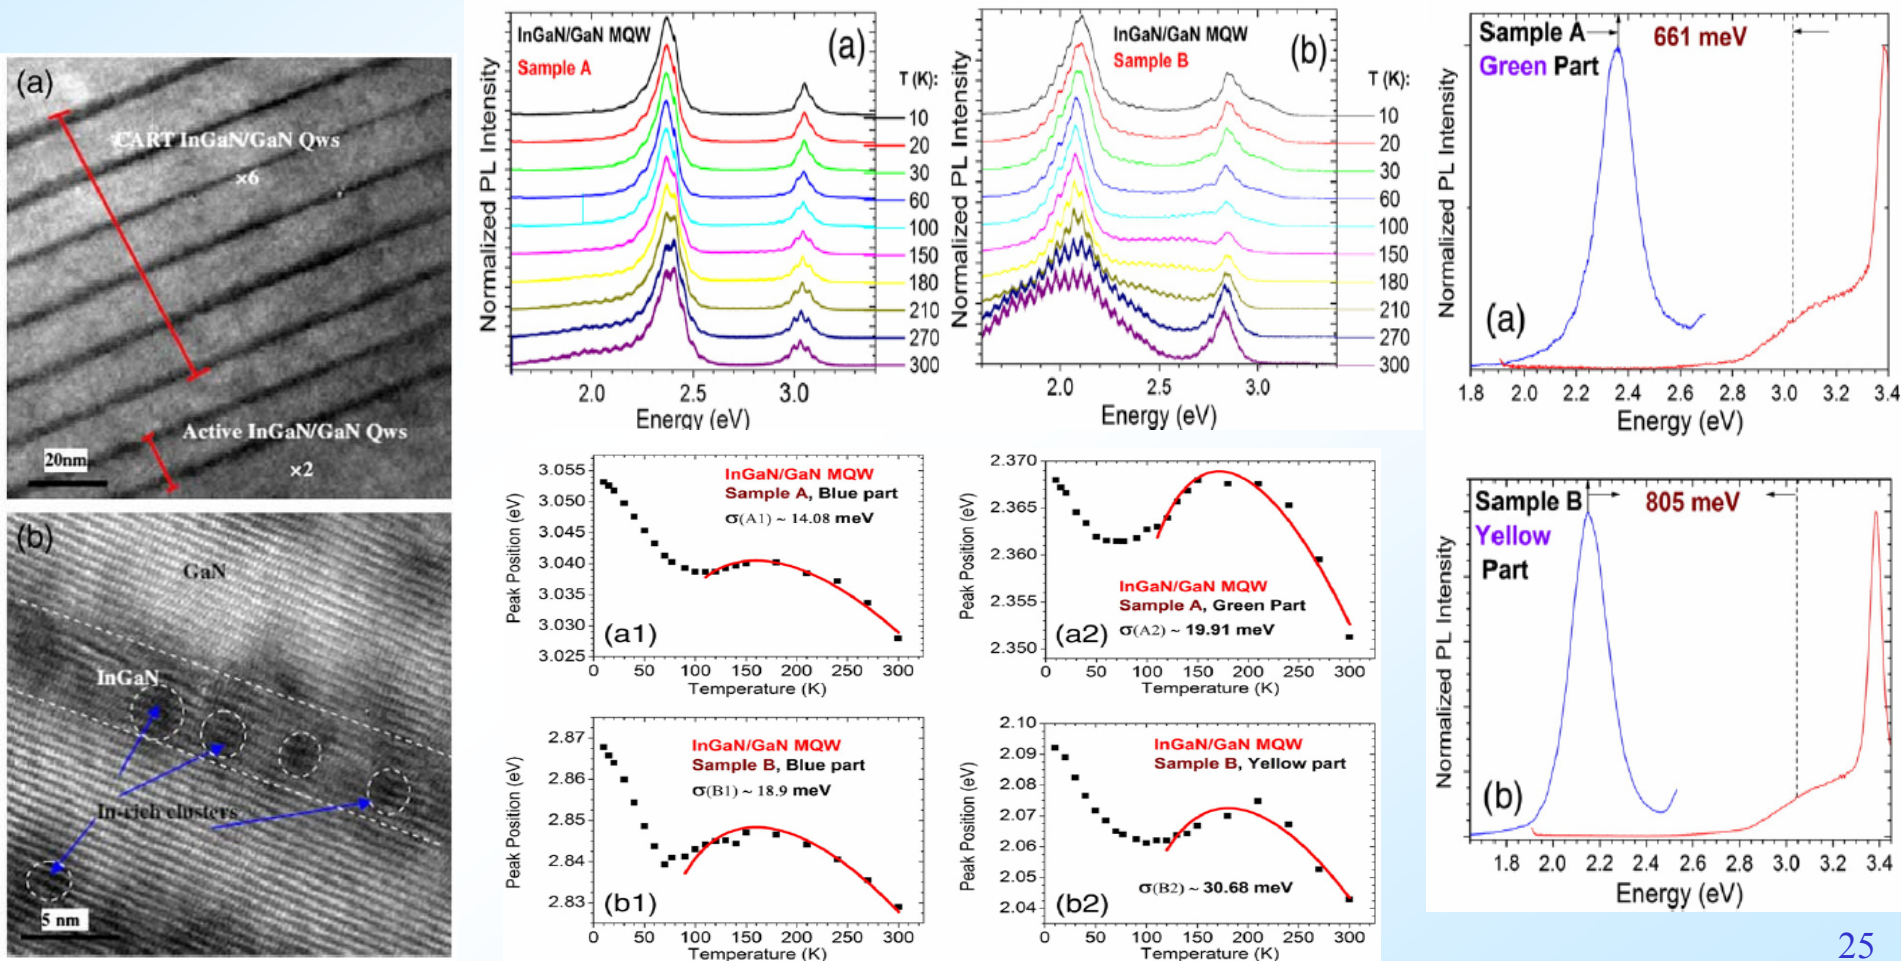 (a)
CART InGaN/GaN Qws
×6
Active InGaN/GaN Qws
×2
20nm
(b)
GaN
InGaN
In-rich clusters
5 nm
InGaN/GaN MQW
(a)
Sample A
T (K):
10
20
30
60
100
150
180
210
270
300
Normalized PL Intensity
2.0 2.5 3.0
Energy (eV)
InGaN/GaN MQW
(b)
Sample B
T (K):
10
20
30
60
100
150
180
210
270
300
Normalized PL Intensity
2.0 2.5 3.0
Energy (eV)
Sample A
661 meV
Green Part
(a)
Normalized PL Intensity
1.8 2.0 2.2 2.4 2.6 2.8 3.0 3.2 3.4
Energy (eV)
3.055
3.050
3.045
3.040
3.035
3.030
3.025
Peak Position (eV)
InGaN/GaN MQW
Sample A, Blue part
σ(A1) ~ 14.08 meV
(a1)
0 50 100 150 200 250 300
Temperature (K)
2.370
2.365
2.360
2.355
2.350
Peak Position (eV)
InGaN/GaN MQW
Sample A, Green Part
σ(A2) ~ 19.91 meV
(a2)
0 50 100 150 200 250 300
Temperature (K)
2.87
2.86
2.85
2.84
2.83
Peak Position (eV)
InGaN/GaN MQW
Sample B, Blue part
σ(B1) ~ 18.9 meV
(b1)
0 50 100 150 200 250 300
Temperature (K)
2.10
2.09
2.08
2.07
2.06
2.05
2.04
Peak Position (eV)
InGaN/GaN MQW
Sample B, Yellow part
σ(B2) ~ 30.68 meV
(b2)
0 50 100 150 200 250 300
Temperature (K)
Sample B
805 meV
Yellow
Part
(b)
Normalized PL Intensity
2.0 2.2 2.4 2.6 2.8 3.0 3.2 3.4
Energy (eV)
25